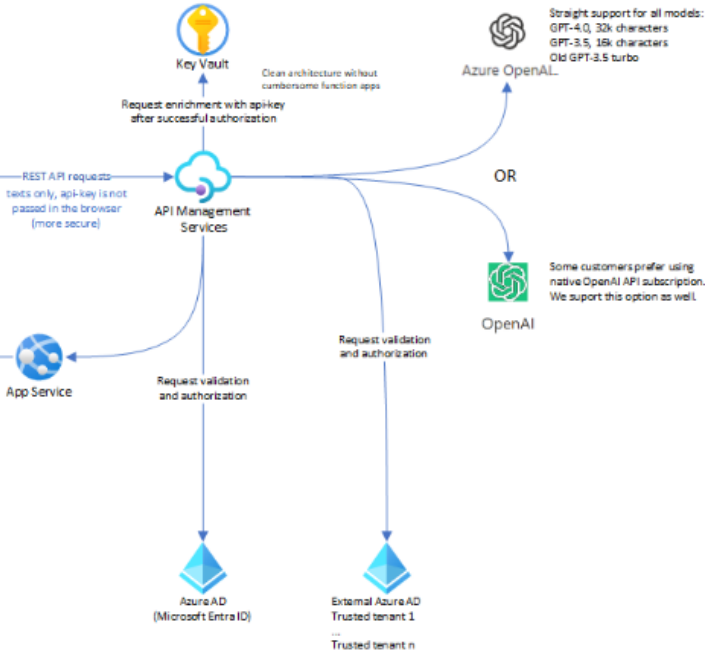 Straight support for all models:
GPT-4.0, 32k characters
GPT-3.5, 16k characters
Old GPT-3.5 turbo
Key Vault
Clean architecture without
cumbersome function apps
Azure OpenAI...
Request enrichment with api-key
after successful authorization
REST API requests
texts only, api-key is not
passed in the browser
(more secure)
OR
API Management
Services
Some customers prefer using
native OpenAI API subscription.
We suport this option as well.
OpenAI
Request validation
and authorization
App Service
Request validation
and authorization
Azure AD
(Microsoft Entra ID)
External Azure AD
Trusted tenant 1
...
Trusted tenant n